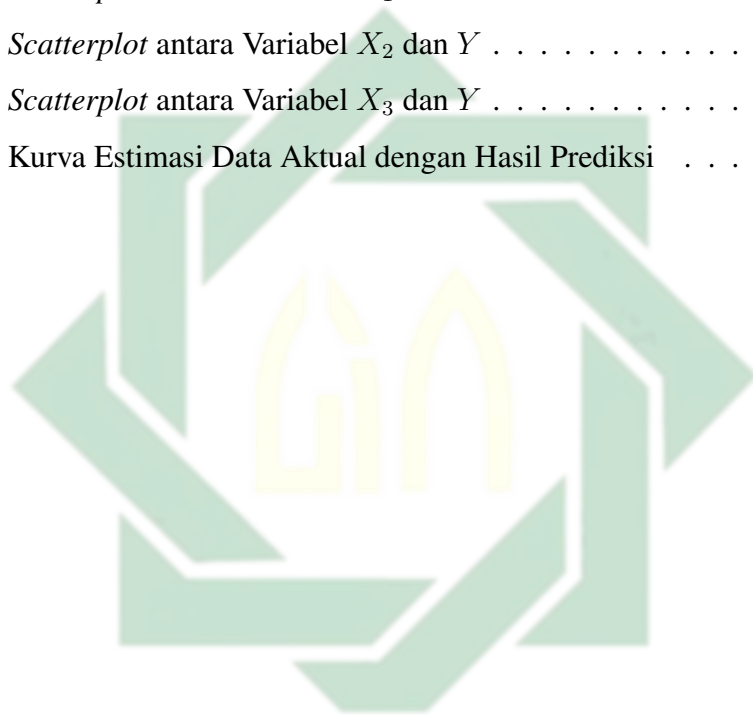 Scatterplot antara Variabel X₂ dan Y . . . . . . . . . . . .
Scatterplot antara Variabel X₃ dan Y . . . . . . . . . . . .
Kurva Estimasi Data Aktual dengan Hasil Prediksi . . .